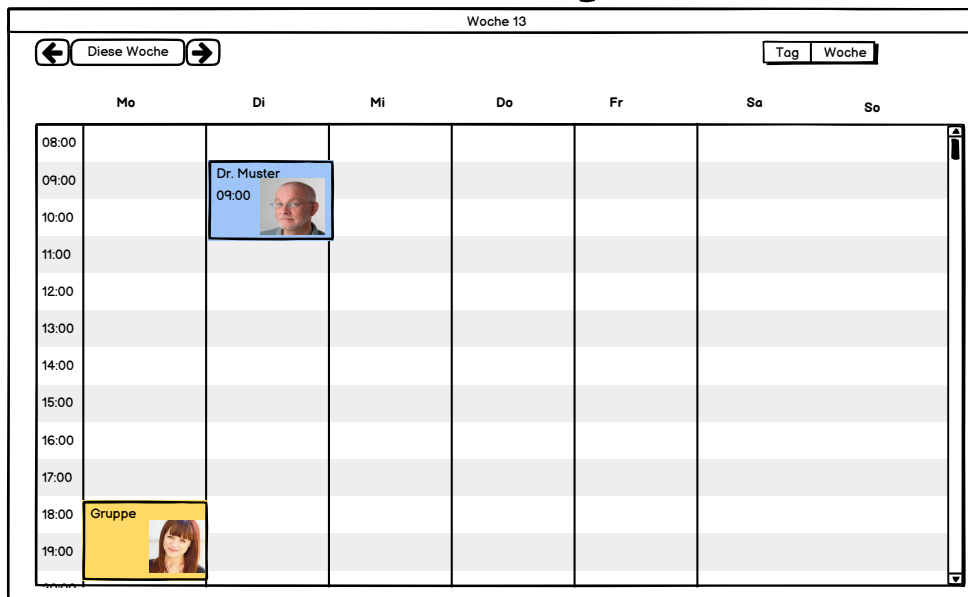 Woche 13
Diese Woche
Tag Woche
Mo Di Mi Do Fr Sa So
08:00
09:00 Dr. Muster
09:00
10:00
11:00
12:00
13:00
14:00
15:00
16:00
17:00
18:00 Gruppe
19:00
20:00